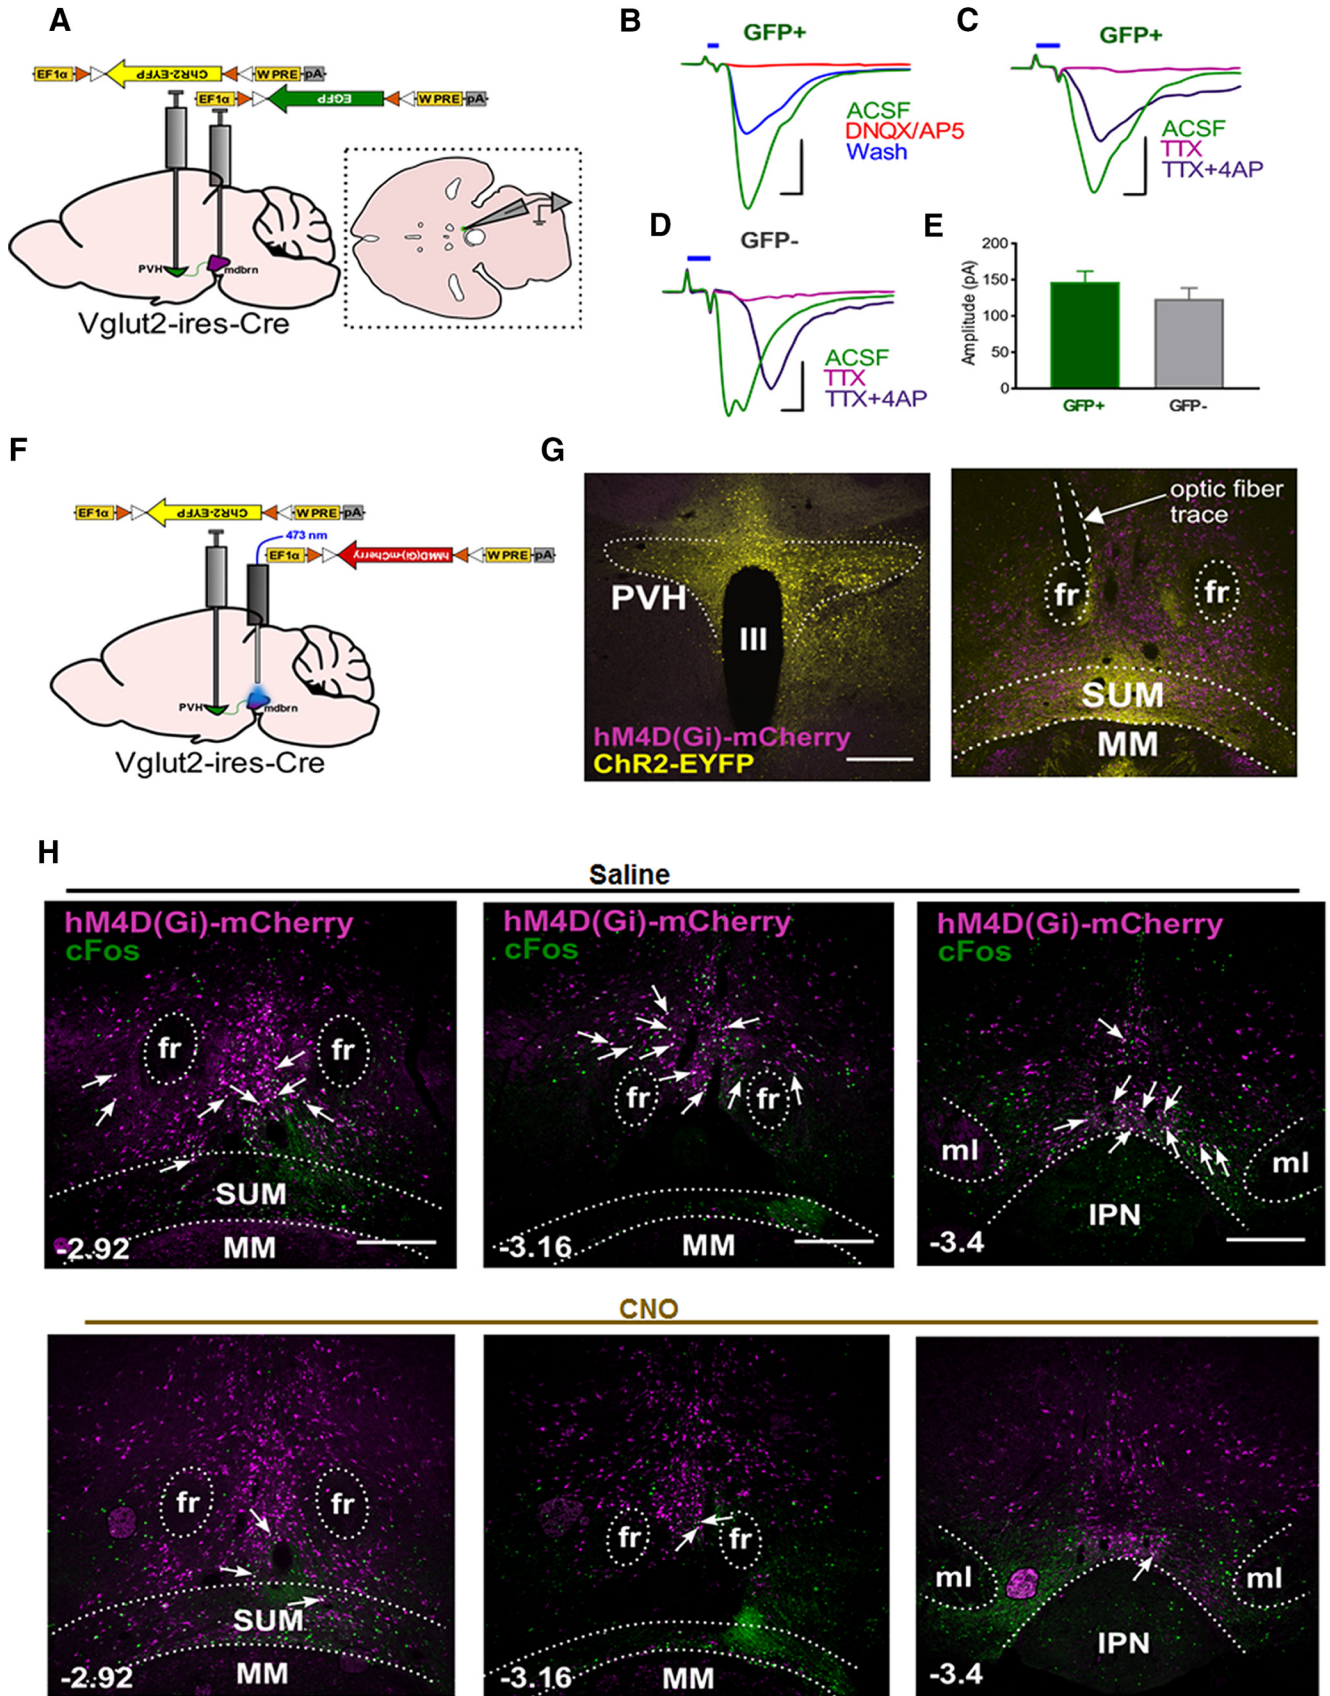 A
EF1α ChR2-EYFP WPRE pA
EF1α EGFP WPRE pA
PVH
mdbrn
Vglut2-ires-Cre
B
GFP+
ACSF
DNQX/AP5
Wash
C
GFP+
ACSF
TTX
TTX+4AP
D
GFP-
ACSF
TTX
TTX+4AP
E
Amplitude (pA)
200
150
100
50
0
GFP+
GFP-
F
EF1α ChR2-EYFP WPRE pA
473 nm
EF1α hM4D(Gi)-mCherry WPRE pA
PVH
mdbrn
Vglut2-ires-Cre
G
PVH
III
hM4D(Gi)-mCherry
ChR2-EYFP
optic fiber
trace
fr
fr
SUM
MM
H
Saline
hM4D(Gi)-mCherry
cFos
fr
fr
SUM
MM
-2.92
hM4D(Gi)-mCherry
cFos
fr
fr
MM
-3.16
hM4D(Gi)-mCherry
cFos
ml
ml
IPN
-3.4
CNO
fr
fr
SUM
MM
-2.92
fr
fr
MM
-3.16
ml
ml
IPN
-3.4